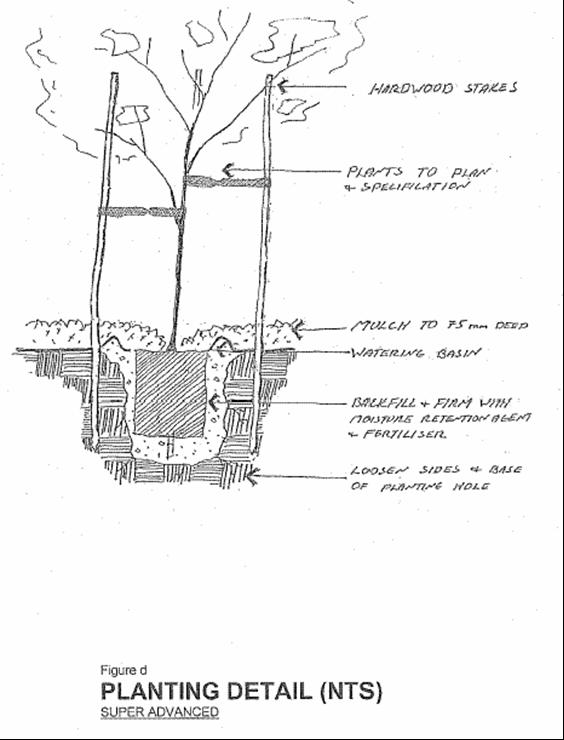 HARDWOOD STAKES
PLANTS TO PLAN
& SPECIFICATION
MULCH TO 75mm DEEP
WATERING BASIN
BACKFILL & FIRM WITH
MOISTURE RETENTION AGENT
& FERTILISER
LOOSEN SIDES & BASE
OF PLANTING HOLE
Figure d
PLANTING DETAIL (NTS)
SUPER ADVANCED